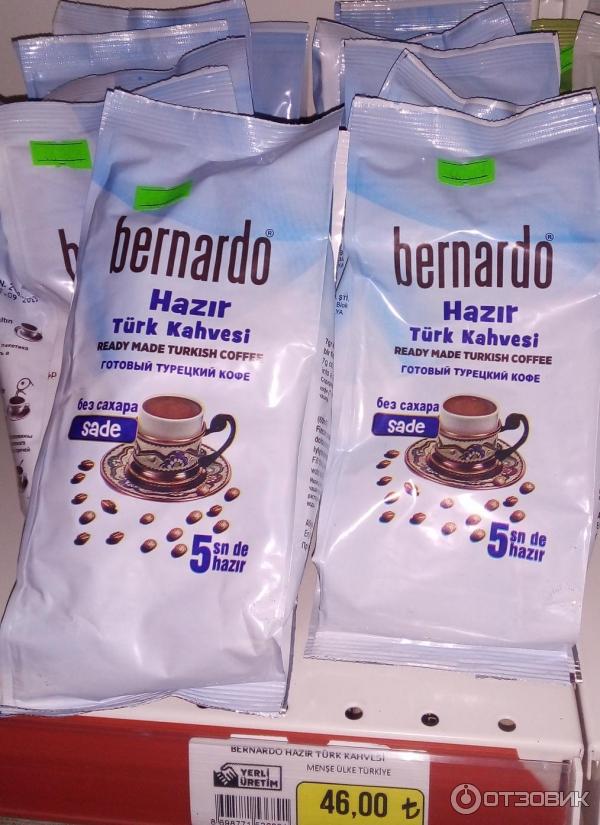 bernardo®
Hazır
Türk Kahvesi
READY MADE TURKISH COFFEE
ГОТОВЫЙ ТУРЕЦКИЙ КОФЕ
без сахара
sade
5 sn de
hazır
bernardo®
Hazır
Türk Kahvesi
READY MADE TURKISH COFFEE
ГОТОВЫЙ ТУРЕЦКИЙ КОФЕ
без сахара
sade
5 sn de
hazır
BERNARDO HAZIR TÜRK KAHVESİ
MENŞE ÜLKE TÜRKİYE
YERLİ
ÜRETİM
46,00 ₺
ОТЗОВИК